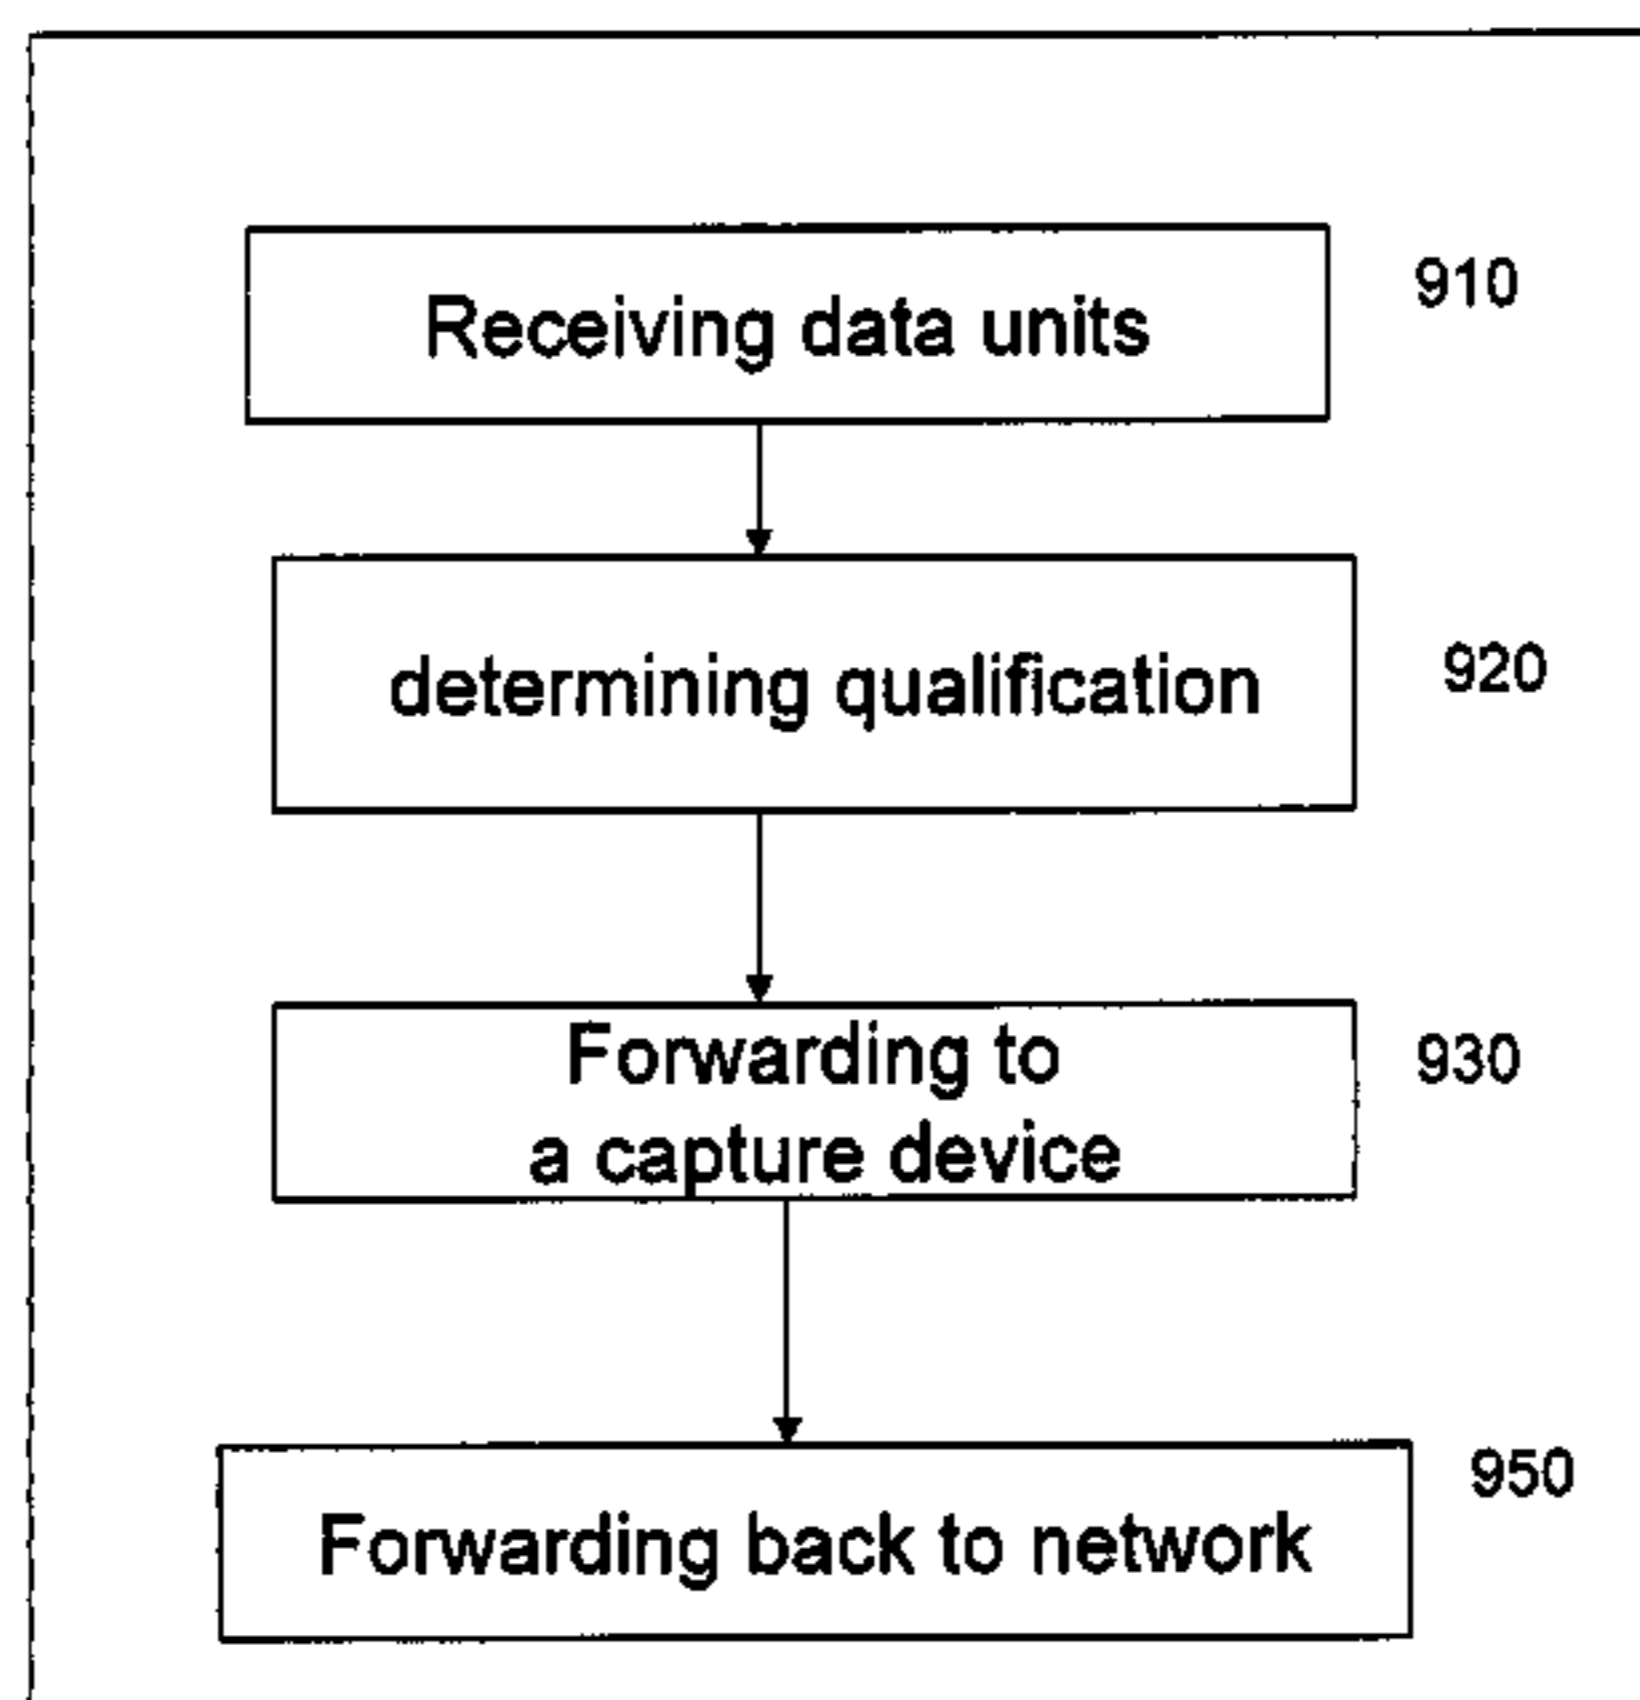 Receiving data units
910
determining qualification
920
Forwarding to
a capture device
930
Forwarding back to network
950